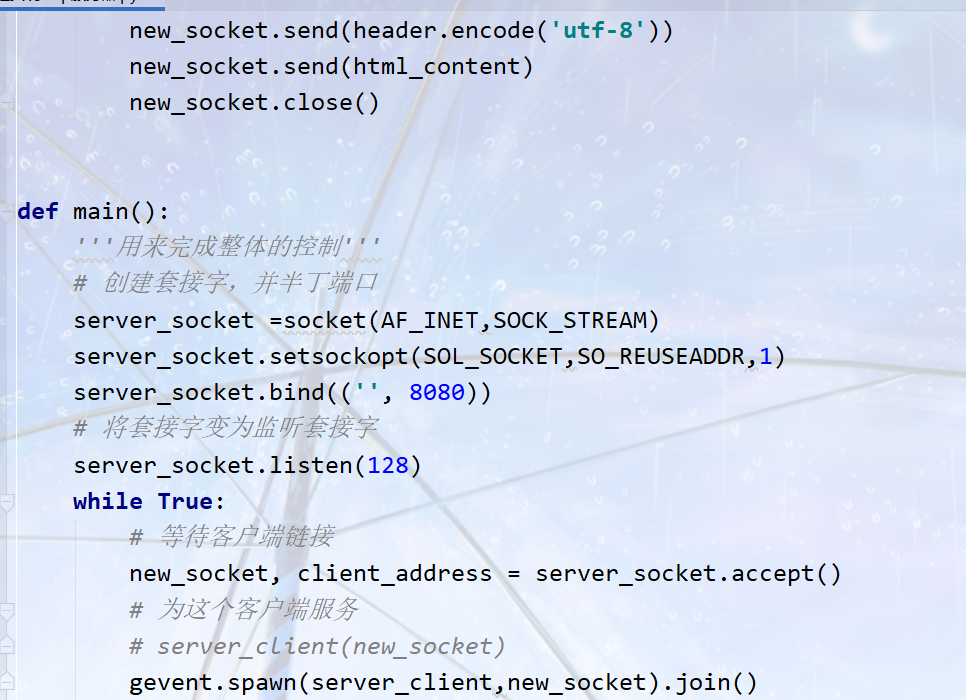 new_socket.send(header.encode('utf-8'))
new_socket.send(html_content)
new_socket.close()
def main():
'''用来完成整体的控制'''
# 创建套接字，并半丁端口
server_socket =socket(AF_INET,SOCK_STREAM)
server_socket.setsockopt(SOL_SOCKET,SO_REUSEADDR,1)
server_socket.bind(('', 8080))
# 将套接字变为监听套接字
server_socket.listen(128)
while True:
# 等待客户端链接
new_socket, client_address = server_socket.accept()
# 为这个客户端服务
# server_client(new_socket)
gevent.spawn(server_client,new_socket).join()